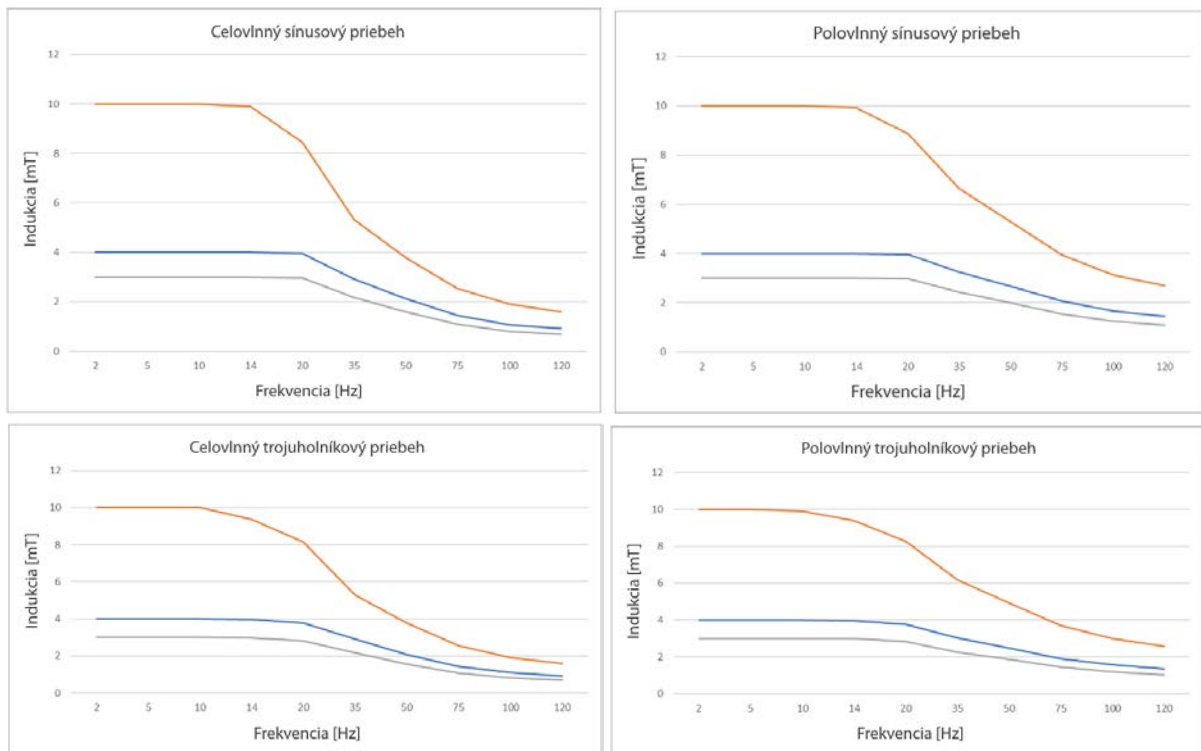 Celovlnný sínusový priebeh
12
10
8
6
4
2
0
Indukcia [mT]
2 5 10 14 20 35 50 75 100 120
Frekvencia [Hz]
Polovlnný sínusový priebeh
12
10
8
6
4
2
0
Indukcia [mT]
2 5 10 14 20 35 50 75 100 120
Frekvencia [Hz]
Celovlnný trojuholníkový priebeh
12
10
8
6
4
2
0
Indukcia [mT]
2 5 10 14 20 35 50 75 100 120
Frekvencia [Hz]
Polovlnný trojuholníkový priebeh
12
10
8
6
4
2
0
Indukcia [mT]
2 5 10 14 20 35 50 75 100 120
Frekvencia [Hz]